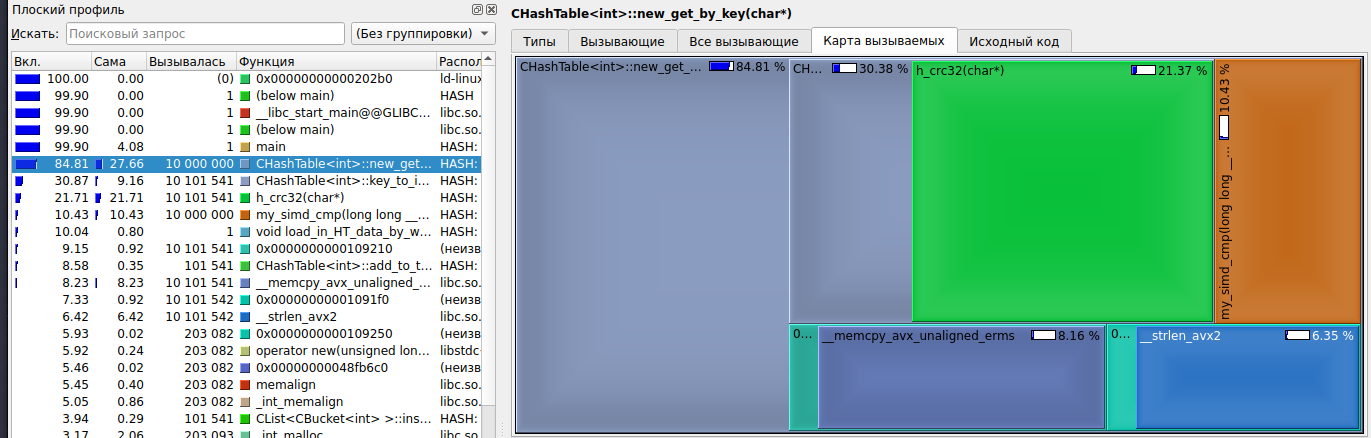 Плоский профиль
Искать: Поисковый запрос (Без группировки)
Вкл. Сама Вызывалась Функция Распол
100.00 0.00 (0) 0x00000000000202b0 ld-linux
99.90 0.00 1 (below main) HASH
99.90 0.00 1 __libc_start_main@@GLIBC... libc.so.
99.90 0.00 1 (below main) libc.so.
99.90 4.08 1 main HASH:
84.81 27.66 10 000 000 CHashTable<int>::new_get... HASH:
30.87 9.16 10 101 541 CHashTable<int>::key_to_i... HASH:
21.71 21.71 10 101 541 h_crc32(char*) HASH:
10.43 10.43 10 000 000 my_simd_cmp(long long __... HASH:
10.04 0.80 1 void load_in_HT_data_by_w... HASH:
9.15 0.92 10 101 541 0x0000000000109210 (неизв
8.58 0.35 101 541 CHashTable<int>::add_to_t... HASH:
8.23 8.23 10 101 541 __memcpy_avx_unaligned_... libc.so.
7.33 0.92 10 101 542 0x00000000001091f0 (неизв
6.42 6.42 10 101 542 __strlen_avx2 libc.so.
5.93 0.02 203 082 0x0000000000109250 (неизв
5.92 0.24 203 082 operator new(unsigned lon... libstdc-
5.46 0.02 203 082 0x00000000048fb6c0 (неизв
5.45 0.40 203 082 memalign libc.so.
5.05 0.86 203 082 _int_memalign libc.so.
3.94 0.29 101 541 CList<CBucket<int> >::ins... HASH:
3.17 2.06 203 093 _int_malloc libc.so.
CHashTable<int>::new_get_by_key(char*)
Типы Вызывающие Все вызывающие Карта вызываемых Исходный код
CHashTable<int>::new_get_... 84.81 %
CH... 30.38 %
h_crc32(char*) 21.37 %
my_simd_cmp(long long __... 10.43 %
0... __memcpy_avx_unaligned_erms 8.16 %
0... __strlen_avx2 6.35 %